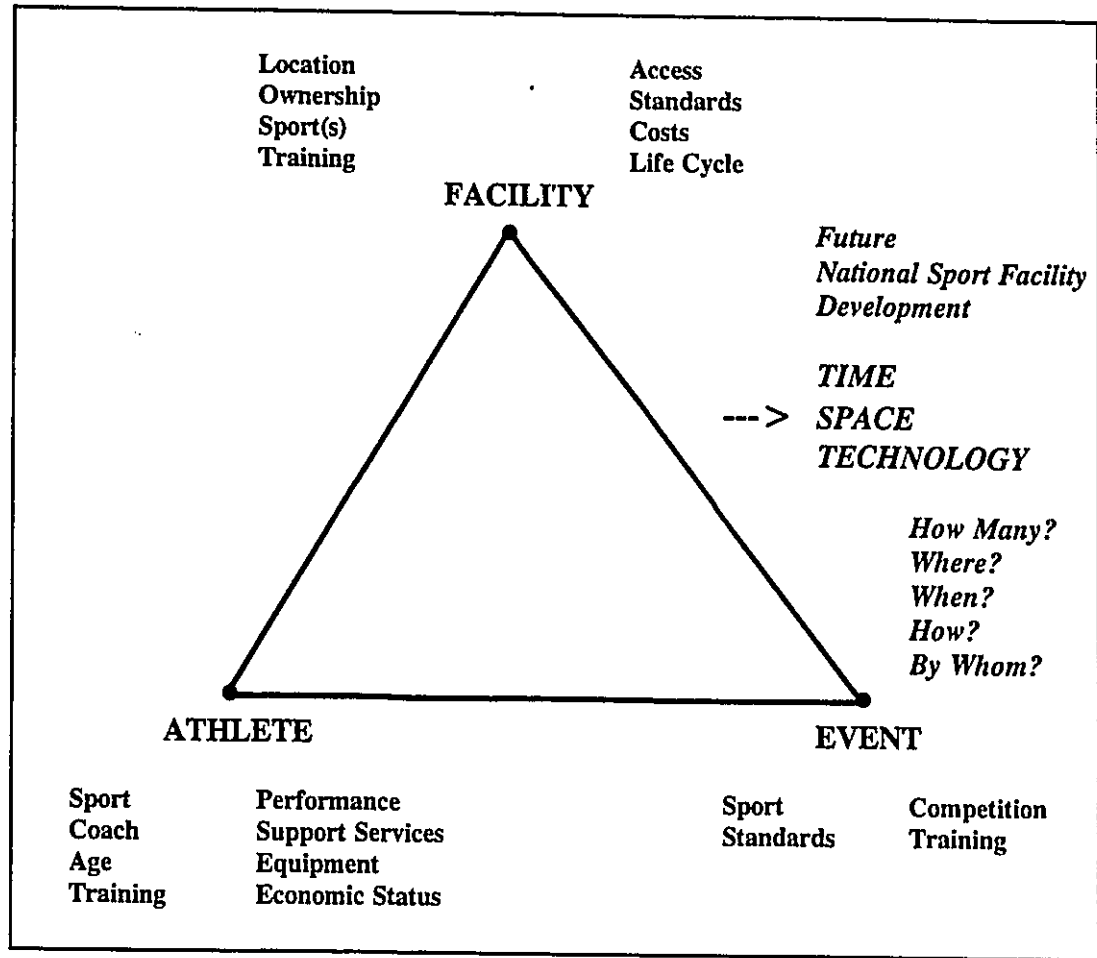 Location
Ownership
Sport(s)
Training
Access
Standards
Costs
Life Cycle
FACILITY
Future
National Sport Facility
Development
TIME
---> SPACE
TECHNOLOGY
How Many?
Where?
When?
How?
By Whom?
ATHLETE
EVENT
Sport
Coach
Age
Training
Performance
Support Services
Equipment
Economic Status
Sport
Standards
Competition
Training